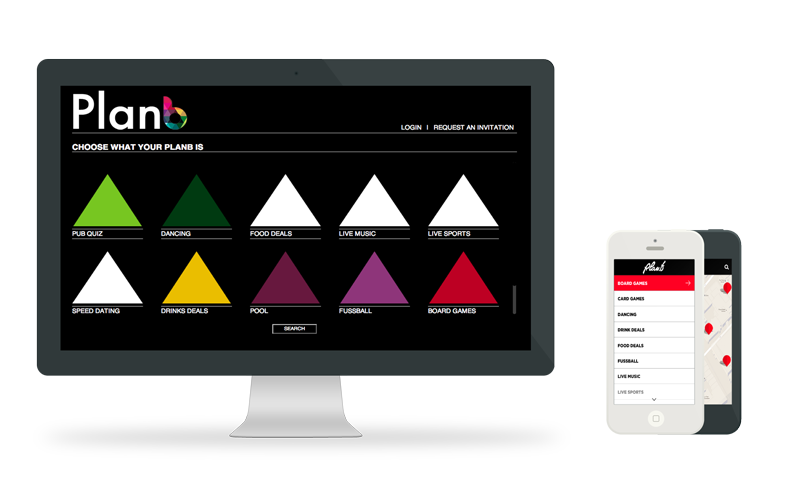 Planb
LOGIN | REQUEST AN INVITATION
CHOOSE WHAT YOUR PLANB IS
PUB QUIZ DANCING FOOD DEALS LIVE MUSIC LIVE SPORTS
SPEED DATING DRINKS DEALS POOL FUSSBALL BOARD GAMES
SEARCH
Planb
BOARD GAMES
CARD GAMES
DANCING
DRINK DEALS
FOOD DEALS
FUSSBALL
LIVE MUSIC
LIVE SPORTS